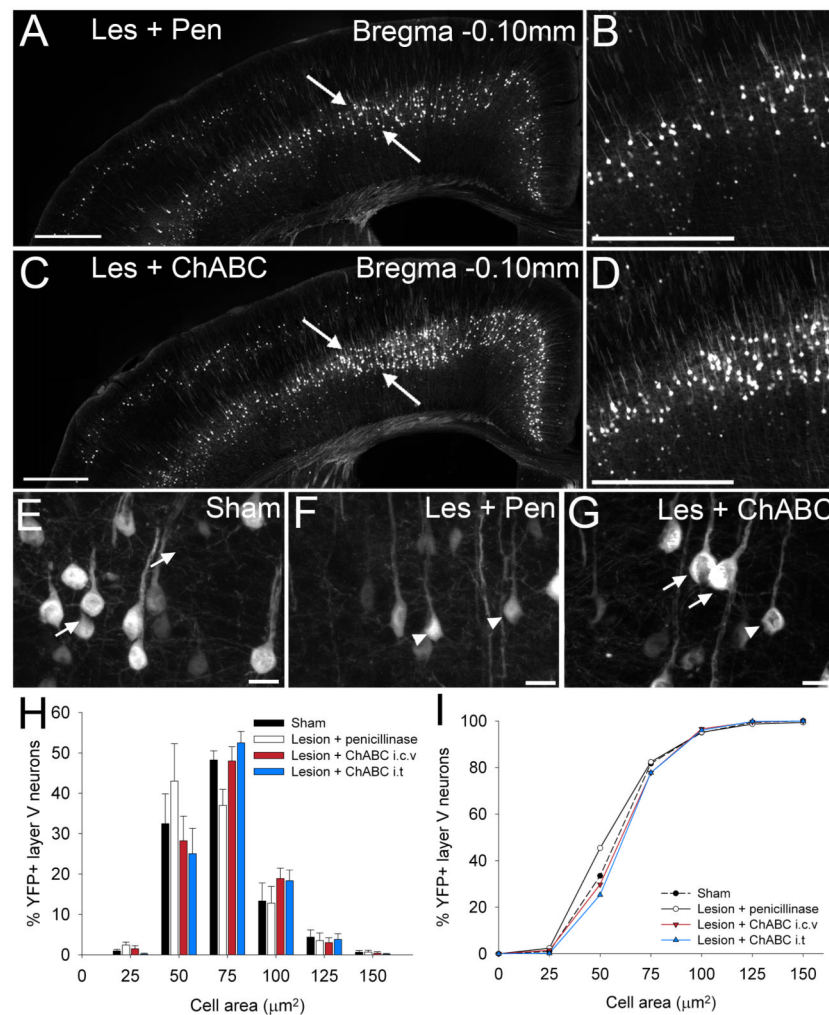 A Les + Pen Bregma -0.10mm
B
C Les + ChABC Bregma -0.10mm
D
E Sham
F Les + Pen
G Les + ChABC
H
Sham
Lesion + penicillinase
Lesion + ChABC i.c.v
Lesion + ChABC i.t
% YFP+ layer V neurons
60
50
40
30
20
10
0
0 25 50 75 100 125 150
Cell area (μm²)
I
% YFP+ layer V neurons
100
80
60
40
20
0
Sham
Lesion + penicillinase
Lesion + ChABC i.c.v
Lesion + ChABC i.t
0 25 50 75 100 125 150
Cell area (μm²)